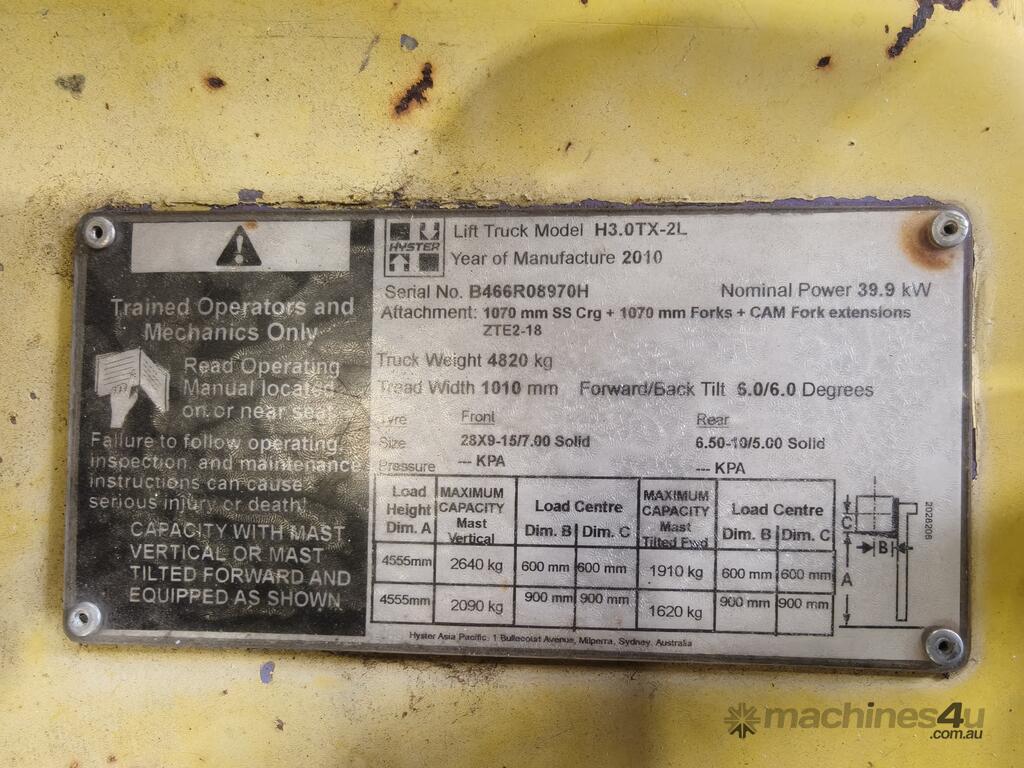 Trained Operators and
Mechanics Only
Read Operating
Manual located
on or near seat
Failure to follow operating,
inspection and maintenance
instructions can cause
serious injury or death!
CAPACITY WITH MAST
VERTICAL OR MAST
TILTED FORWARD AND
EQUIPPED AS SHOWN
HYSTER
Lift Truck Model H3.0TX-2L
Year of Manufacture 2010
Serial No. B466R08970H Nominal Power 39.9 kW
Attachment: 1070 mm SS Crg + 1070 mm Forks + CAM Fork extensions
ZTE2-18
Truck Weight 4820 kg
Tread Width 1010 mm Forward/Back Tilt 6.0/6.0 Degrees
Tyre Front Rear
Size 28X9-15/7.00 Solid 6.50-10/5.00 Solid
Pressure --- KPA --- KPA
Load Height Dim. A MAXIMUM CAPACITY Mast Vertical Load Centre Dim. B Dim. C MAXIMUM CAPACITY Mast Tilted Fwd Load Centre Dim. B Dim. C
4555mm 2640 kg 600 mm 600 mm 1910 kg 600 mm 600 mm
4555mm 2090 kg 900 mm 900 mm 1620 kg 900 mm 900 mm
C
B
A
2026206
Hyster Asia Pacific, 1 Bullecourt Avenue, Milperra, Sydney, Australia
machines4u
.com.au